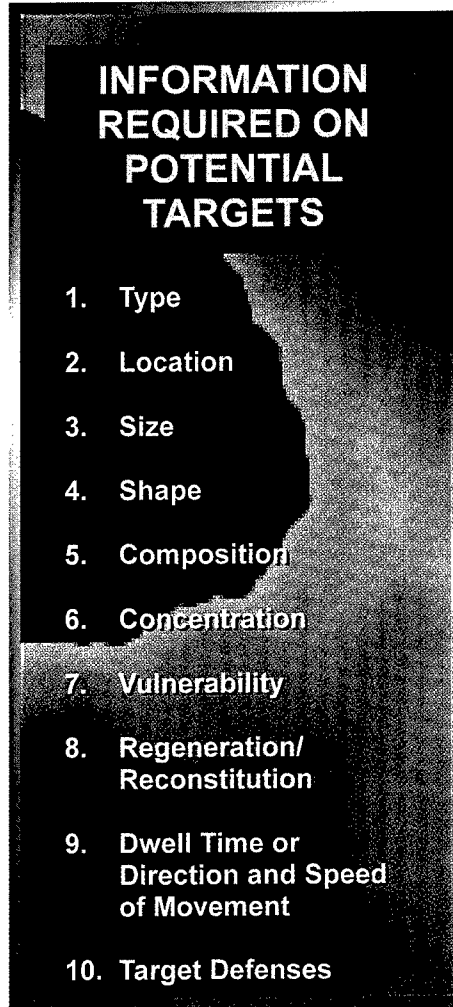 INFORMATION
REQUIRED ON
POTENTIAL
TARGETS
1. Type
2. Location
3. Size
4. Shape
5. Composition
6. Concentration
7. Vulnerability
8. Regeneration/
Reconstitution
9. Dwell Time or
Direction and Speed
of Movement
10. Target Defenses